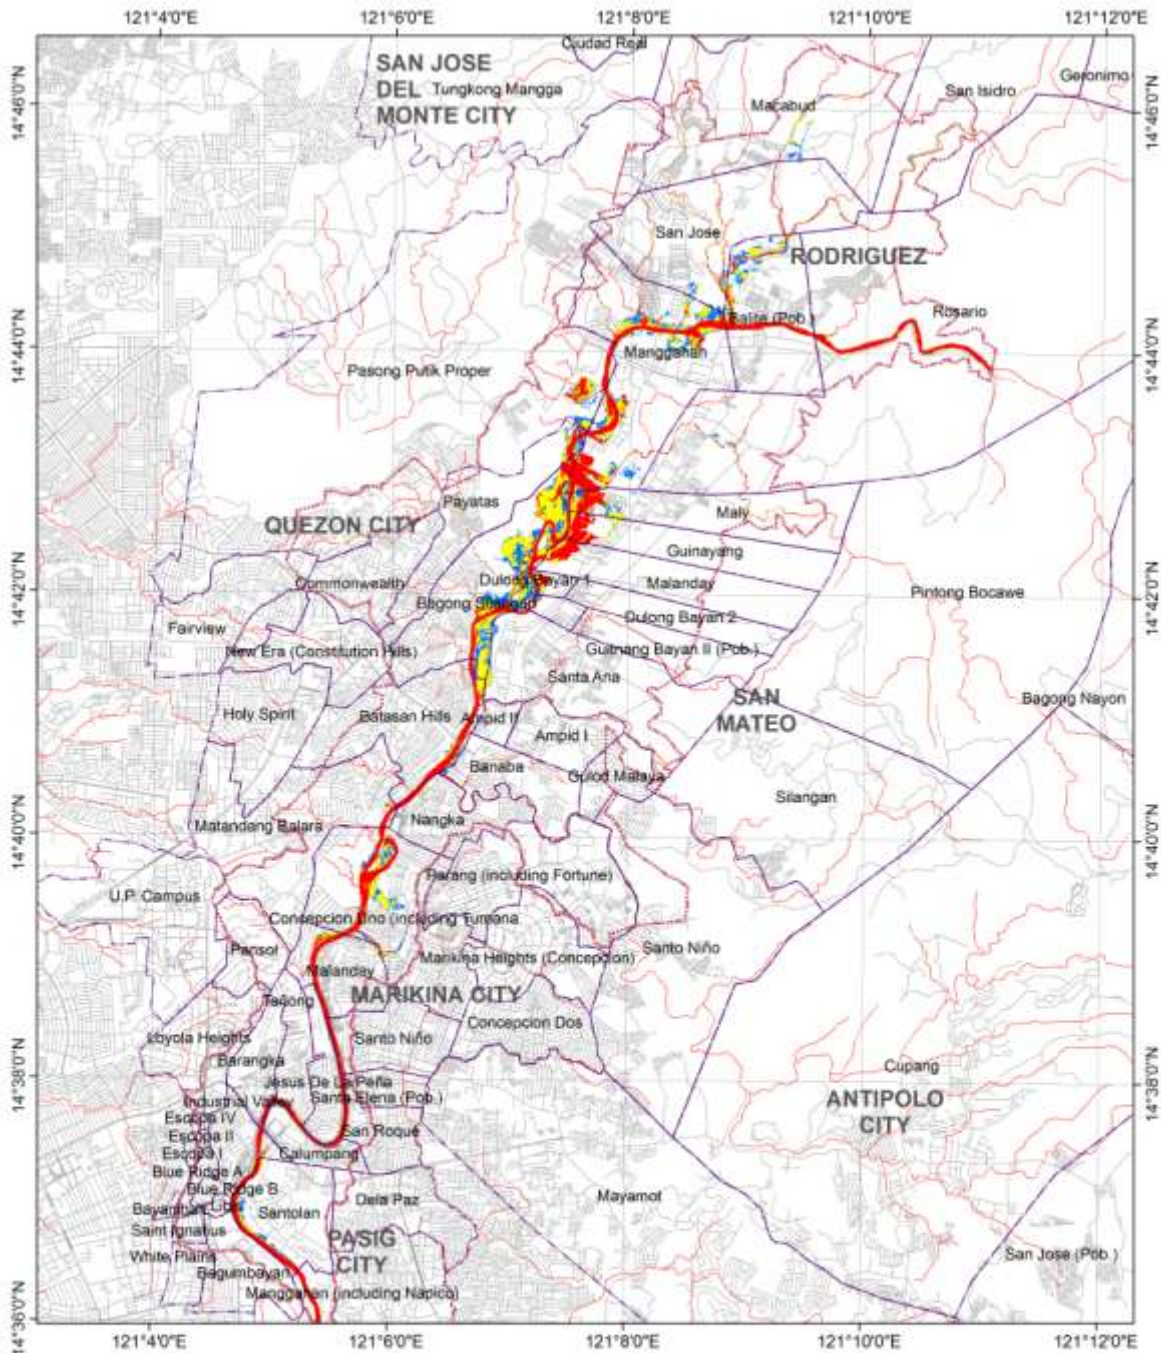 121°4'0"E
121°6'0"E
121°8'0"E
121°10'0"E
121°12'0"E
Ciudad Real
SAN JOSE
DEL
MONTE CITY
Tungkong Mangga
Geronimo
San Isidro
Macabud
14°46'0"N
14°46'0"N
San Jose
RODRIGUEZ
Rosario
Balite (Pob.)
14°44'0"N
Manggahan
14°44'0"N
Pasong Putik Proper
Payatas
Maly
QUEZON CITY
Guinayang
Commonwealth
Dulong Bayan 1
Malanday
14°42'0"N
14°42'0"N
Pintong Bocawe
Bagong Silangan
Dulong Bayan 2
Fairview
New Era (Constitution Hills)
Guitnang Bayan II (Pob.)
Santa Ana
SAN
MATEO
Bagong Nayon
Holy Spirit
Batasan Hills
Ampid II
Ampid I
Banaba
Gulod Malaya
Silangan
Nangka
Matandang Balara
14°40'0"N
14°40'0"N
Parang (including Fortune)
U.P. Campus
Concepcion Uno (including Tumana
Pansol
Marikina Heights (Concepcion)
Santo Niño
Malanday
MARIKINA CITY
Tañong
Concepcion Dos
Loyola Heights
Santo Niño
Barangka
Cupang
14°38'0"N
14°38'0"N
Jesus De La Peña
Santa Elena (Pob.)
Industrial Valley
ANTIPOLO
CITY
Escopa IV
Escopa II
San Roque
Escopa I
Calumpang
Blue Ridge A
Blue Ridge B
Dela Paz
Mayamot
Libis
Santolan
Saint Ignatius
PASIG
CITY
White Plains
San Jose (Pob.)
Bagumbayan
Manggahan (including Napico)
14°36'0"N
14°36'0"N
121°4'0"E
121°6'0"E
121°8'0"E
121°10'0"E
121°12'0"E